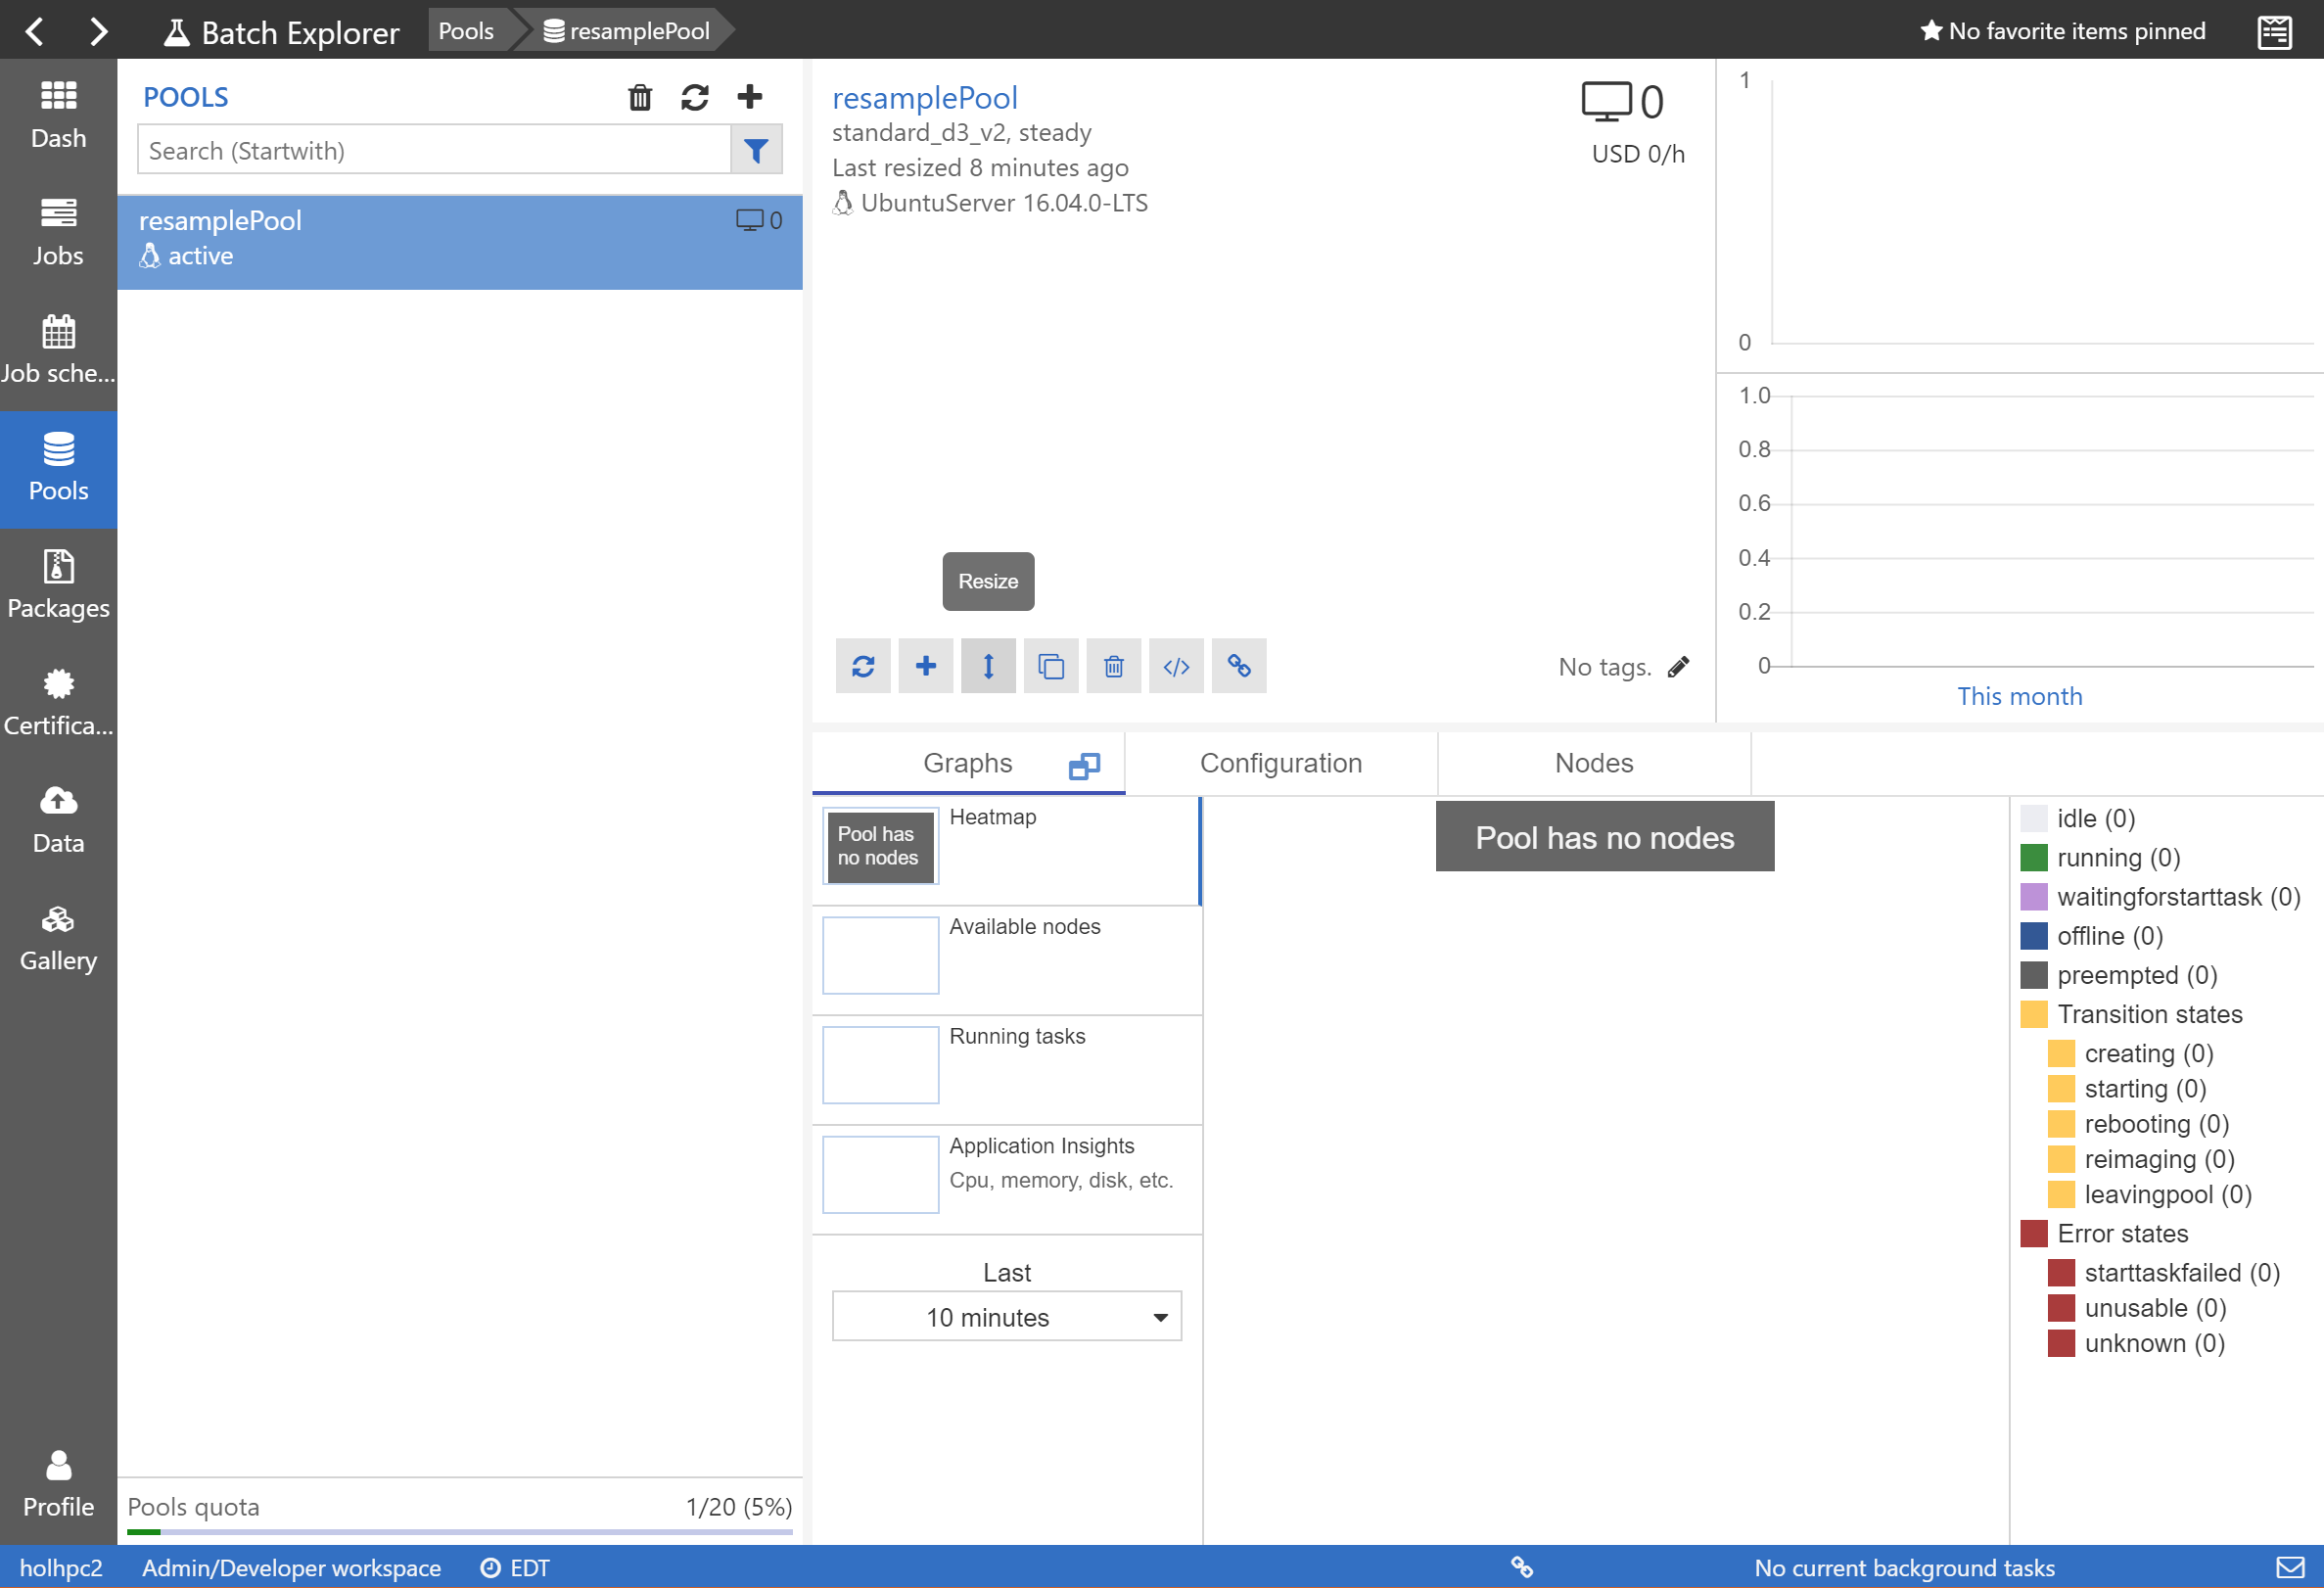 Batch Explorer
Pools
resamplePool
No favorite items pinned
Dash
Jobs
Job sche...
Pools
Packages
Certifica...
Data
Gallery
Profile
POOLS
Search (Startwith)
resamplePool
0
active
Pools quota
1/20 (5%)
resamplePool
0
standard_d3_v2, steady
USD 0/h
Last resized 8 minutes ago
UbuntuServer 16.04.0-LTS
Resize
No tags.
1
0
1.0
0.8
0.6
0.4
0.2
0
This month
Graphs
Configuration
Nodes
Pool has
no nodes
Heatmap
Available nodes
Running tasks
Application Insights
Cpu, memory, disk, etc.
Last
10 minutes
Pool has no nodes
idle (0)
running (0)
waitingforstarttask (0)
offline (0)
preempted (0)
Transition states
creating (0)
starting (0)
rebooting (0)
reimaging (0)
leavingpool (0)
Error states
starttaskfailed (0)
unusable (0)
unknown (0)
holhpc2
Admin/Developer workspace
EDT
No current background tasks